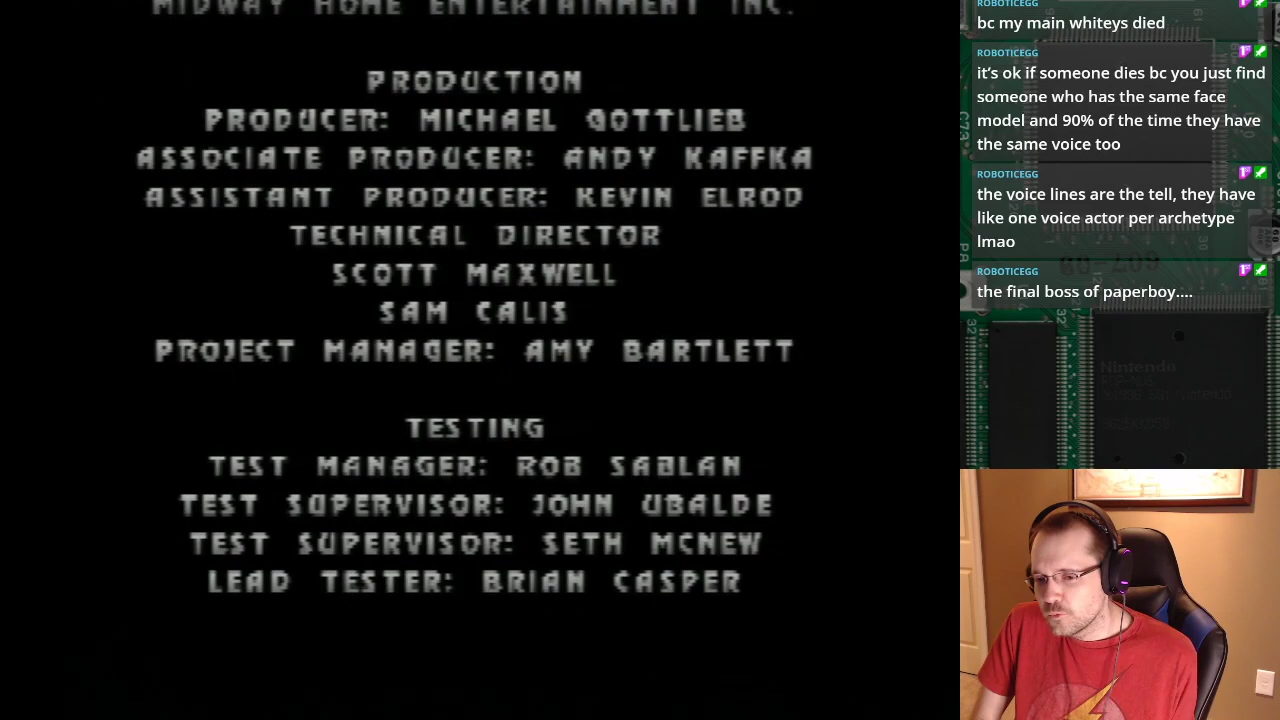 MIDWAY HOME ENTERTAINMENT INC.
PRODUCTION
PRODUCER: MICHAEL GOTTLIEB
ASSOCIATE PRODUCER: ANDY KAFFKA
ASSISTANT PRODUCER: KEVIN ELROD
TECHNICAL DIRECTOR
SCOTT MAXWELL
SAM CALIS
PROJECT MANAGER: AMY BARTLETT
TESTING
TEST MANAGER: ROB SABLAN
TEST SUPERVISOR: JOHN UBALDE
TEST SUPERVISOR: SETH MCNEW
LEAD TESTER: BRIAN CASPER
ROBOTICEGG
bc my main whiteys died
ROBOTICEGG
it's ok if someone dies bc you just find
someone who has the same face
model and 90% of the time they have
the same voice too
ROBOTICEGG
the voice lines are the tell, they have
like one voice actor per archetype
lmao
ROBOTICEGG
the final boss of paperboy....
Nintendo